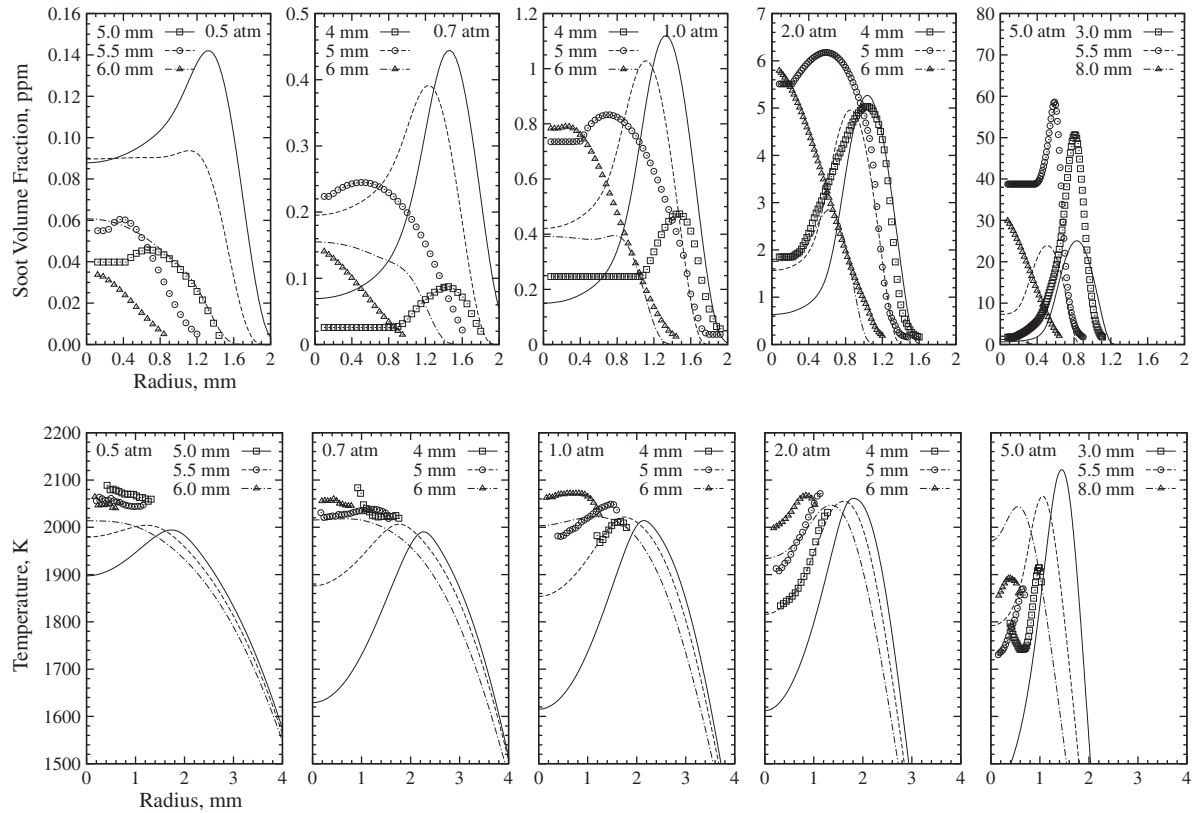 5.0 mm 0.5 atm
5.5 mm
6.0 mm
4 mm 0.7 atm
5 mm
6 mm
4 mm 1.0 atm
5 mm
6 mm
2.0 atm 4 mm
5 mm
6 mm
5.0 atm 3.0 mm
5.5 mm
8.0 mm
Soot Volume Fraction, ppm
0.16
0.14
0.12
0.10
0.08
0.06
0.04
0.02
0.00
0.5
0.4
0.3
0.2
0.1
0.0
1.2
1.0
0.8
0.6
0.4
0.2
0.0
7
6
5
4
3
2
1
0
80
70
60
50
40
30
20
10
0
0 0.4 0.8 1.2 1.6 2
0 0.4 0.8 1.2 1.6 2
0 0.4 0.8 1.2 1.6 2
0 0.4 0.8 1.2 1.6 2
0 0.4 0.8 1.2 1.6 2
Radius, mm
0.5 atm 5.0 mm
5.5 mm
6.0 mm
0.7 atm 4 mm
5 mm
6 mm
1.0 atm 4 mm
5 mm
6 mm
2.0 atm 4 mm
5 mm
6 mm
5.0 atm 3.0 mm
5.5 mm
8.0 mm
Temperature, K
2200
2100
2000
1900
1800
1700
1600
1500
0 1 2 3 4
0 1 2 3 4
0 1 2 3 4
0 1 2 3 4
0 1 2 3 4
Radius, mm